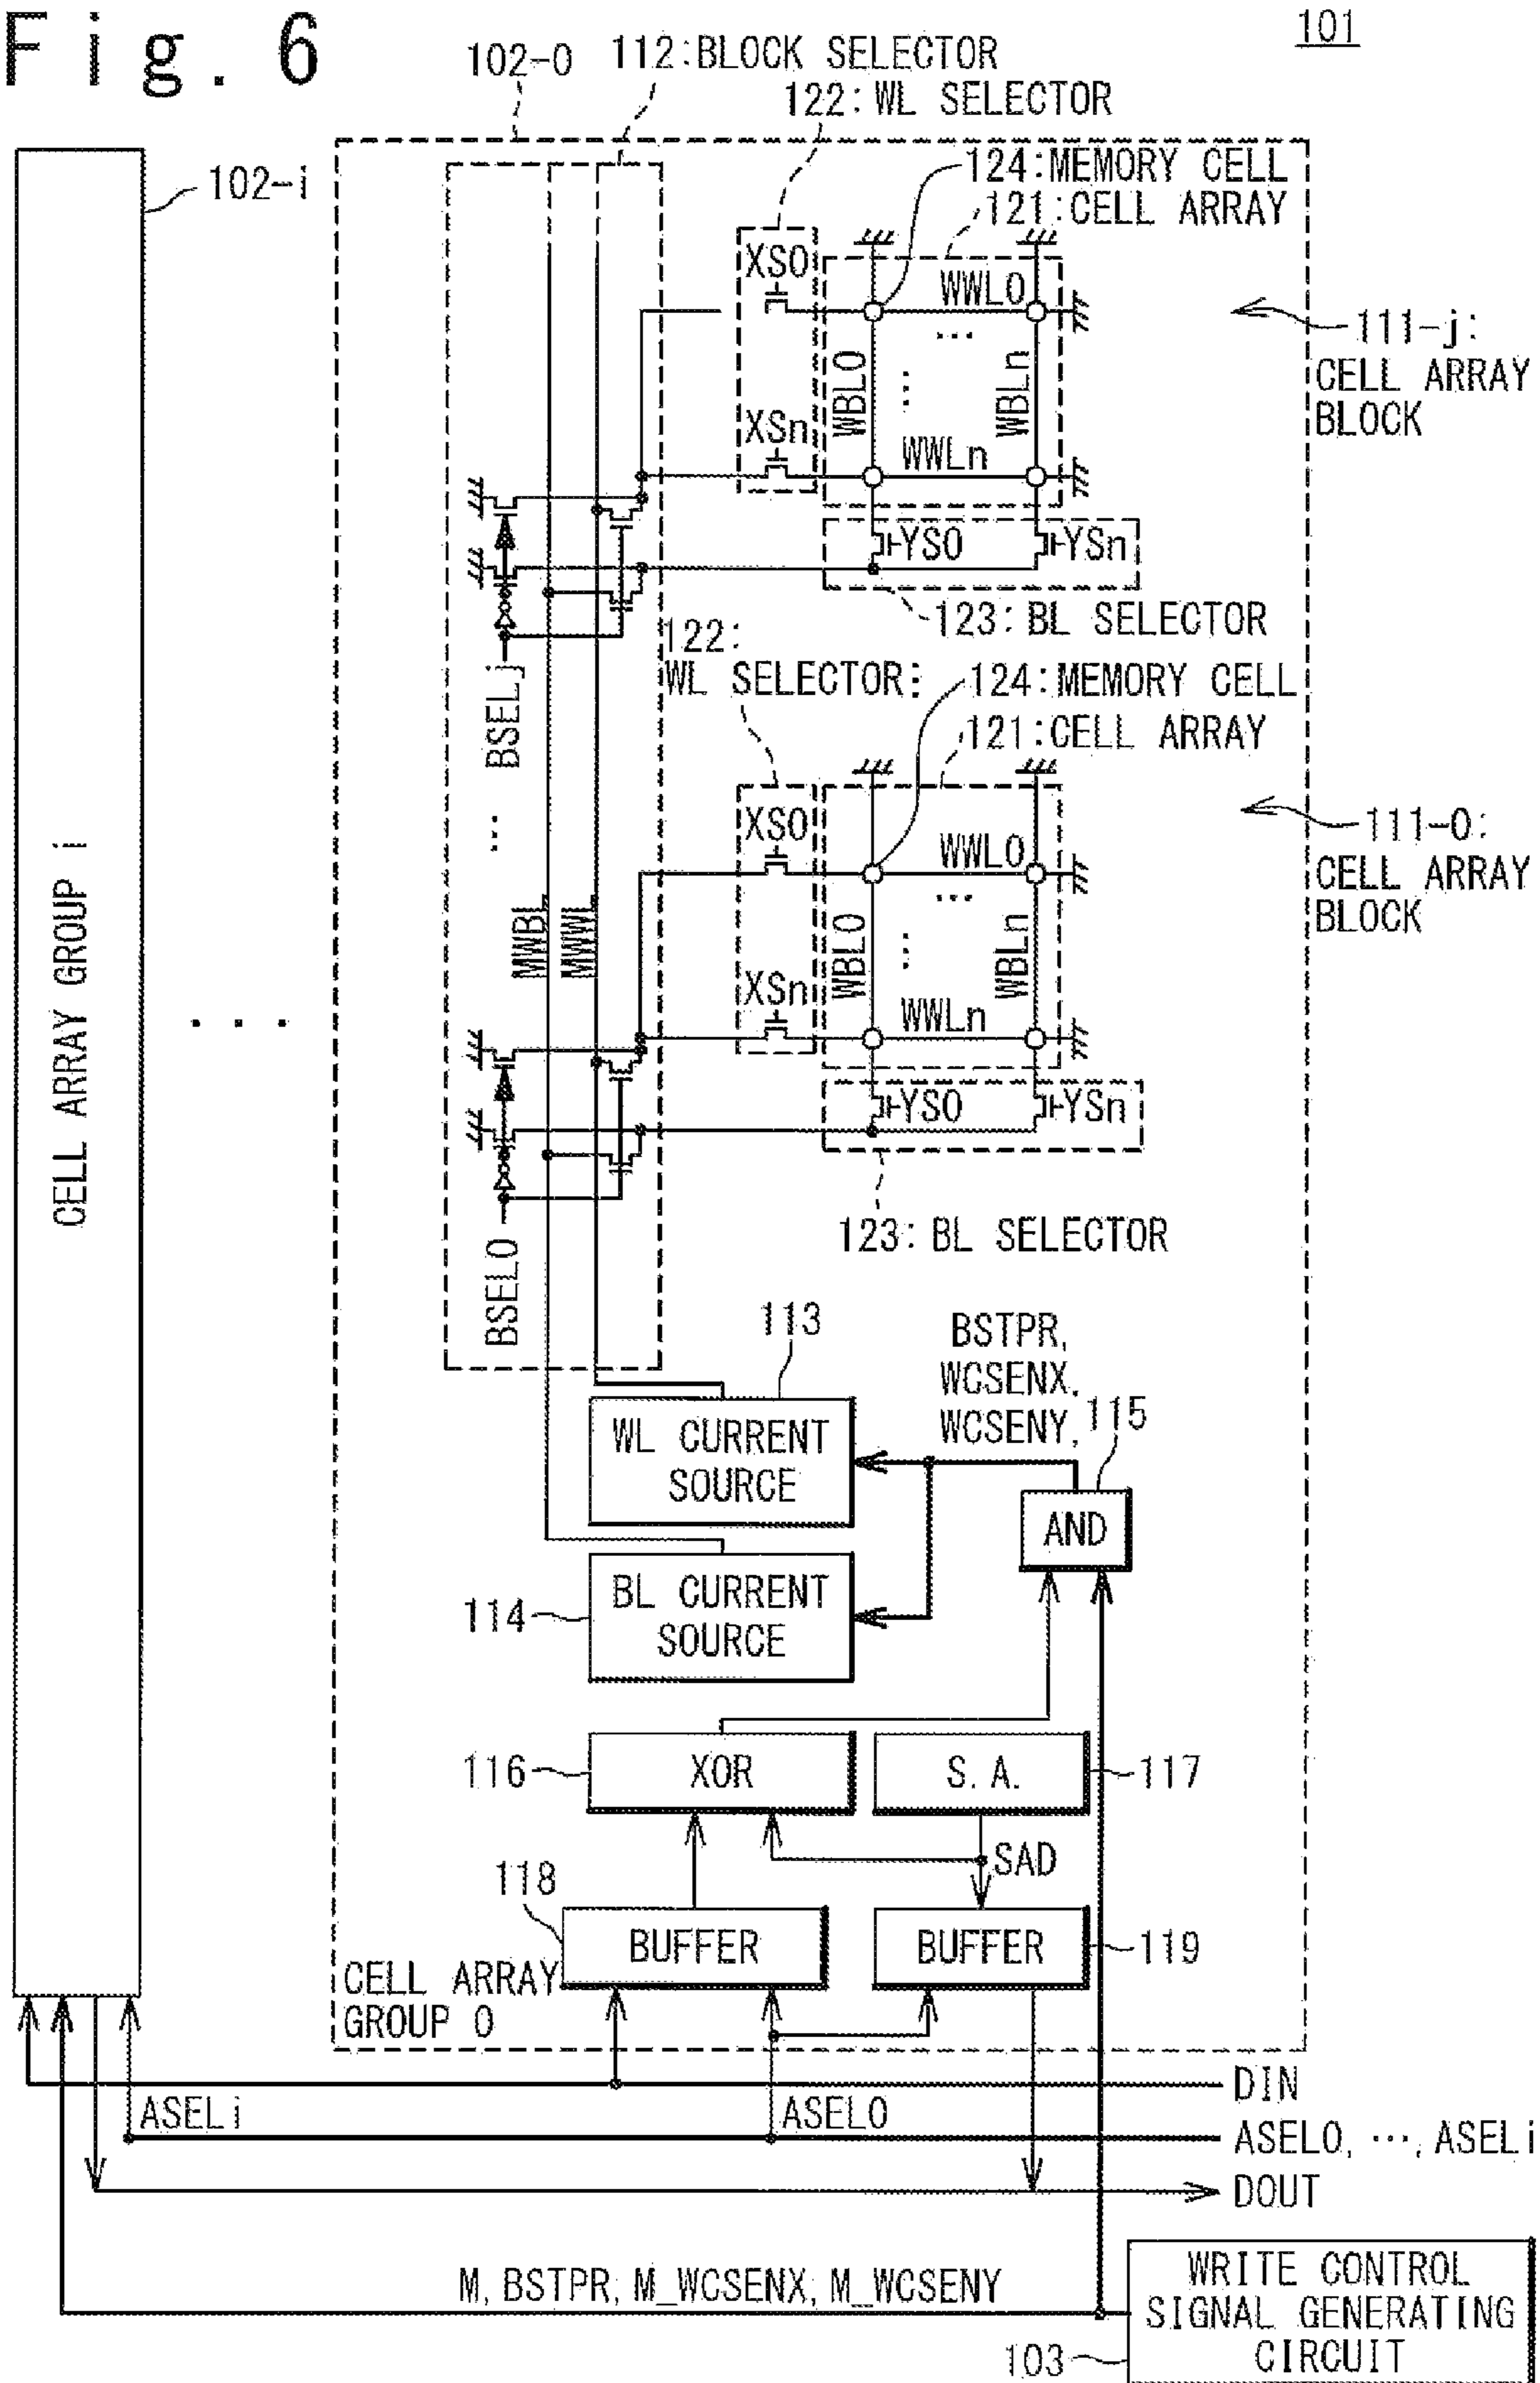 Fig. 6
101
102-0
112:BLOCK SELECTOR
122:WL SELECTOR
102-i
124:MEMORY CELL
121:CELL ARRAY
XS0
WWL0
...
111-j:
CELL ARRAY
BLOCK
WBL0
...
WBLn
XSn
WWLn
YS0
YSn
123:BL SELECTOR
BSELj
122:
WL SELECTOR:
124:MEMORY CELL
121:CELL ARRAY
...
XS0
WWL0
...
111-0:
CELL ARRAY
BLOCK
CELL ARRAY GROUP i
...
MWBL
MWWL
WBL0
...
WBLn
XSn
WWLn
YS0
YSn
123:BL SELECTOR
BSEL0
113
BSTPR,
WCSENX,
WCSENY,
115
WL CURRENT
SOURCE
AND
114
BL CURRENT
SOURCE
116
XOR
S.A.
117
SAD
118
BUFFER
BUFFER
119
CELL ARRAY
GROUP 0
DIN
ASELi
ASEL0
ASEL0, ..., ASELi
DOUT
M, BSTPR, M_WCSENX, M_WCSENY
WRITE CONTROL
SIGNAL GENERATING
CIRCUIT
103